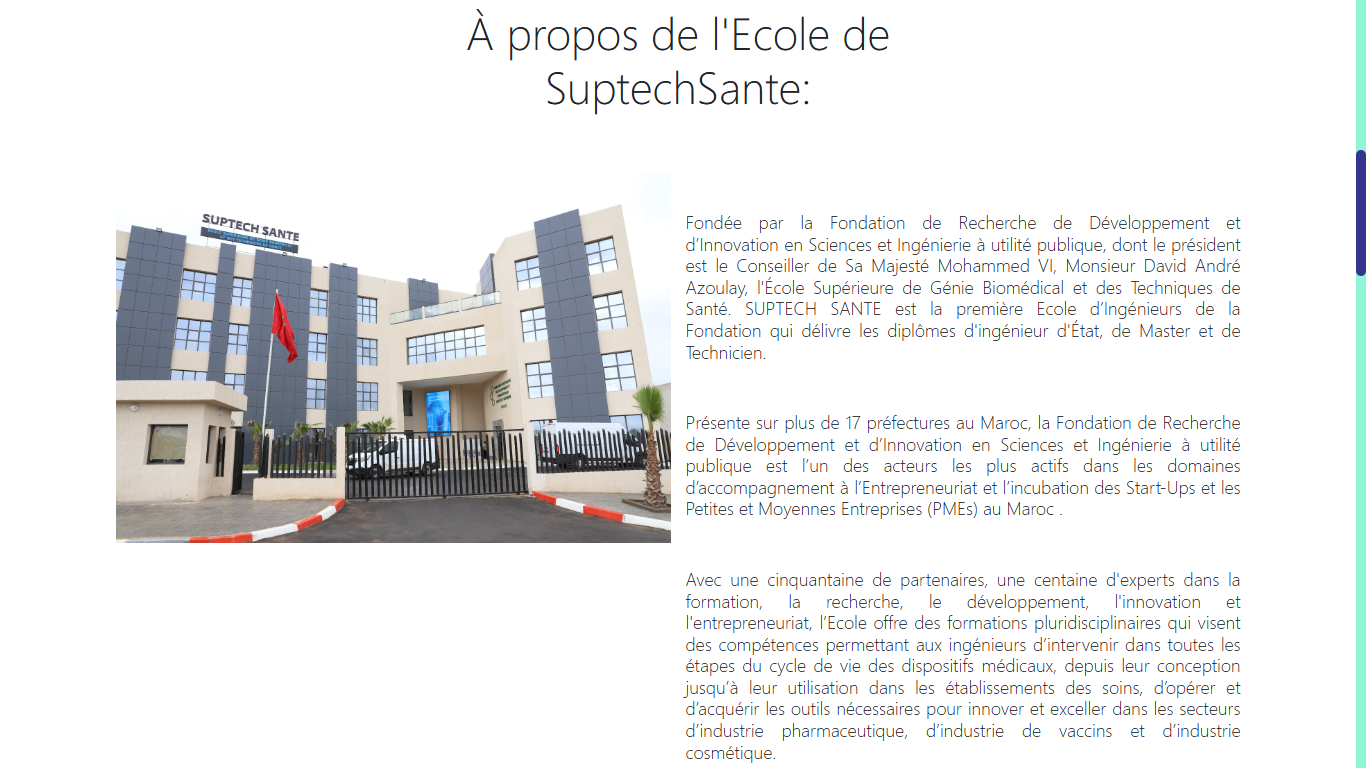 À propos de l'Ecole de
SuptechSante:
SUPTECH SANTE
Fondée par la Fondation de Recherche de Développement et
d’Innovation en Sciences et Ingénierie à utilité publique, dont le président
est le Conseiller de Sa Majesté Mohammed VI, Monsieur David André
Azoulay, l'École Supérieure de Génie Biomédical et des Techniques de
Santé. SUPTECH SANTE est la première Ecole d’Ingénieurs de la
Fondation qui délivre les diplômes d'ingénieur d'État, de Master et de
Technicien.
Présente sur plus de 17 préfectures au Maroc, la Fondation de Recherche
de Développement et d’Innovation en Sciences et Ingénierie à utilité
publique est l’un des acteurs les plus actifs dans les domaines
d’accompagnement à l’Entrepreneuriat et l’incubation des Start-Ups et les
Petites et Moyennes Entreprises (PMEs) au Maroc .
Avec une cinquantaine de partenaires, une centaine d'experts dans la
formation, la recherche, le développement, l'innovation et
l'entrepreneuriat, l’Ecole offre des formations pluridisciplinaires qui visent
des compétences permettant aux ingénieurs d’intervenir dans toutes les
étapes du cycle de vie des dispositifs médicaux, depuis leur conception
jusqu’à leur utilisation dans les établissements des soins, d’opérer et
d’acquérir les outils nécessaires pour innover et exceller dans les secteurs
d’industrie pharmaceutique, d’industrie de vaccins et d’industrie
cosmétique.